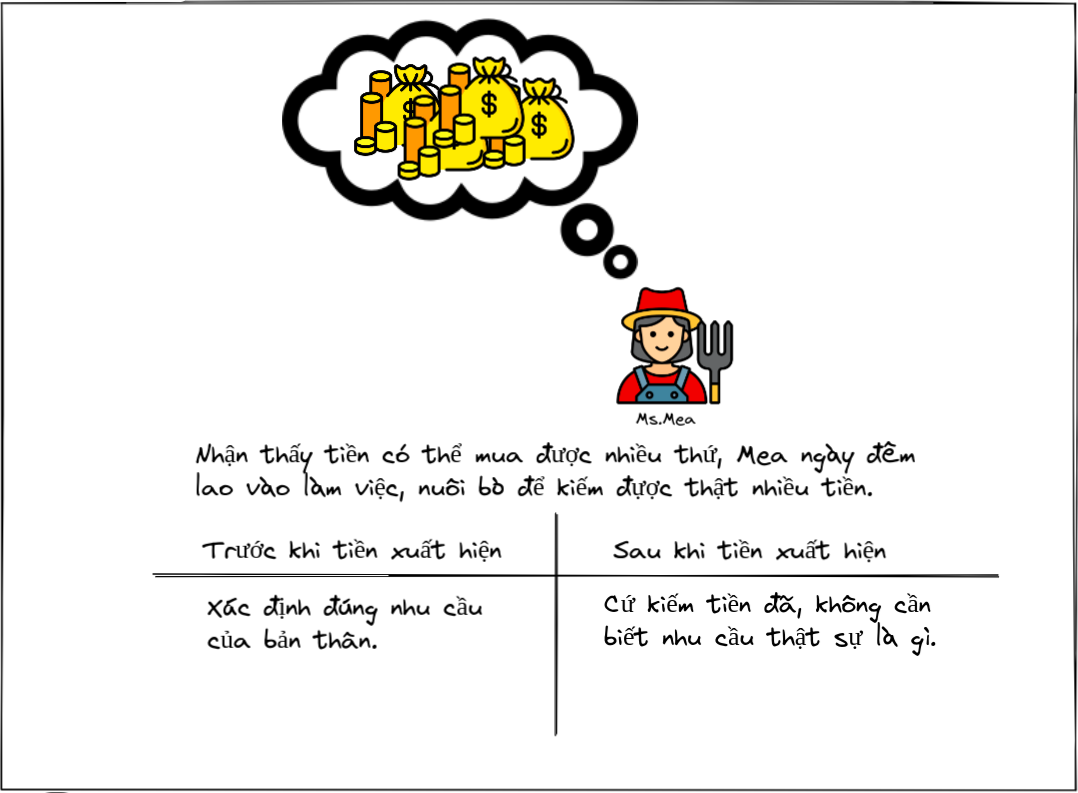 $ $ $
Ms.Mea
Nhận thấy tiền có thể mua được nhiều thứ, Mea ngày đêm
lao vào làm việc, nuôi bò để kiếm đựợc thật nhiều tiền.
Trước khi tiền xuất hiện
Sau khi tiền xuất hiện
Xác định đúng nhu cầu
của bản thân.
Cứ kiếm tiền đã, không cần
biết nhu cầu thật sự là gì.